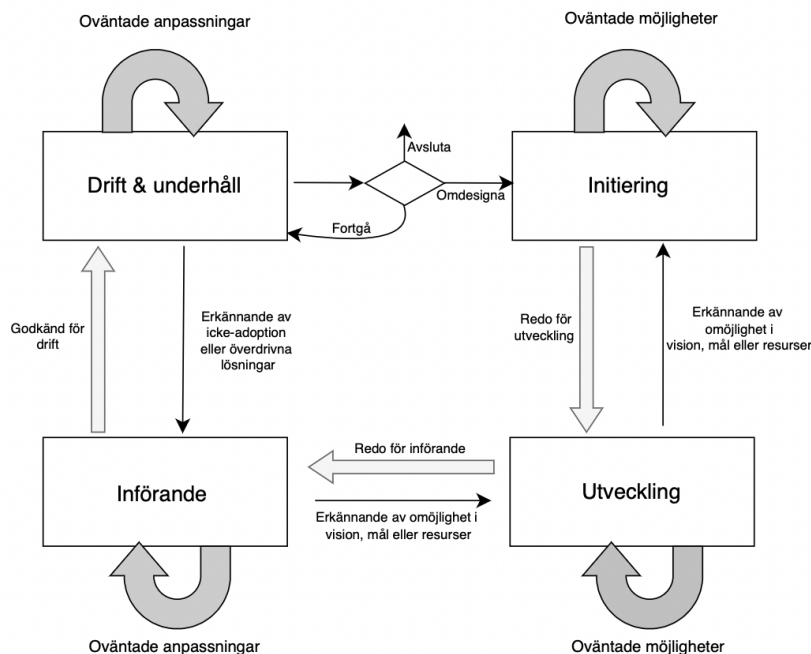 Oväntade anpassningar
Oväntade möjligheter
Drift & underhåll
Avsluta
Omdesigna
Fortgå
Initiering
Godkänd för
drift
Erkännande av
icke-adoption
eller överdrivna
lösningar
Redo för
utveckling
Erkännande av
omöjlighet i
vision, mål eller resurser
Införande
Redo för införande
Erkännande av omöjlighet i
vision, mål eller resurser
Utveckling
Oväntade anpassningar
Oväntade möjligheter